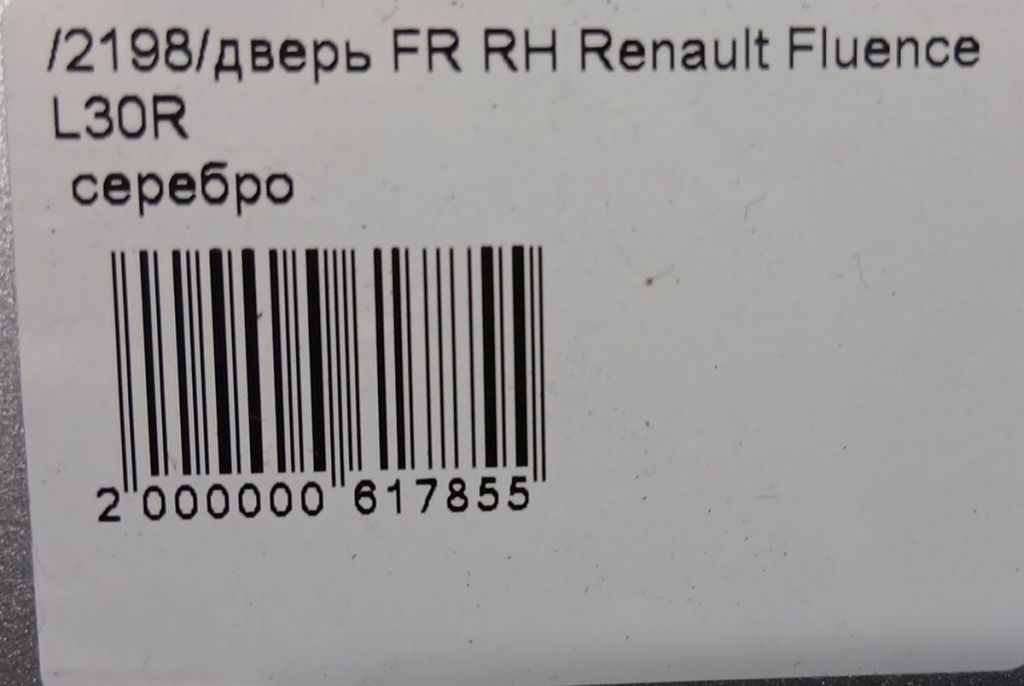 /2198/дверь FR RH Renault Fluence
L30R
серебро
2 000000 617855